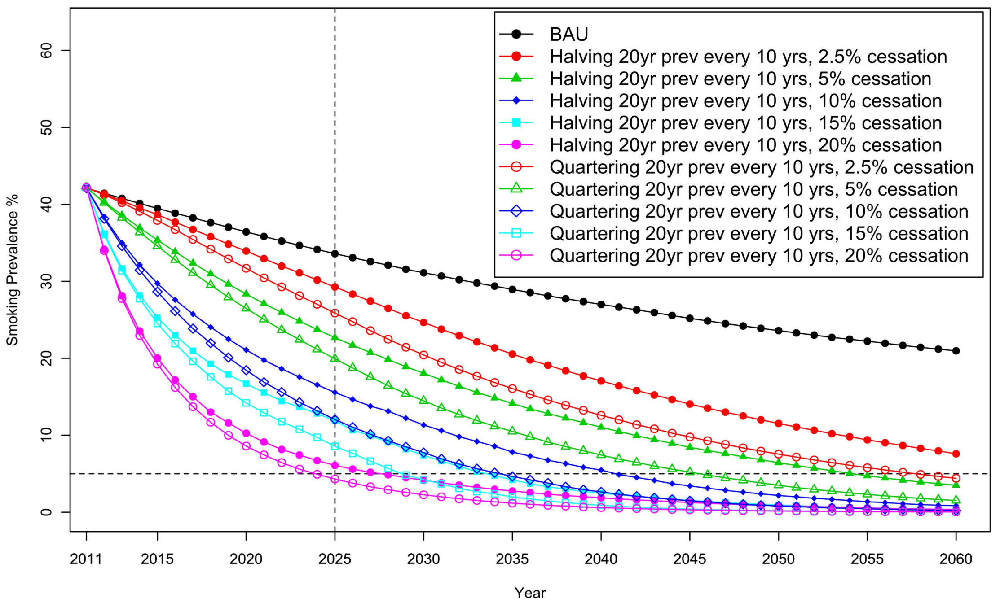 BAU
Halving 20yr prev every 10 yrs, 2.5% cessation
Halving 20yr prev every 10 yrs, 5% cessation
Halving 20yr prev every 10 yrs, 10% cessation
Halving 20yr prev every 10 yrs, 15% cessation
Halving 20yr prev every 10 yrs, 20% cessation
Quartering 20yr prev every 10 yrs, 2.5% cessation
Quartering 20yr prev every 10 yrs, 5% cessation
Quartering 20yr prev every 10 yrs, 10% cessation
Quartering 20yr prev every 10 yrs, 15% cessation
Quartering 20yr prev every 10 yrs, 20% cessation
Smoking Prevalence %
60
50
40
30
20
10
0
2011 2015 2020 2025 2030 2035 2040 2045 2050 2055 2060
Year